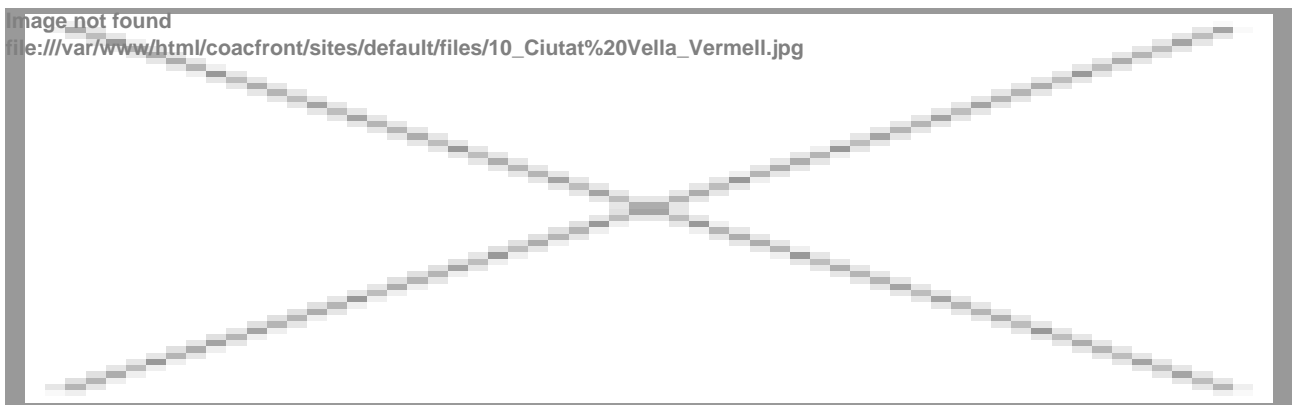 Image not found
file:///var/www/html/coacfront/sites/default/files/10_Ciutat%20Vella_Vermell.jpg